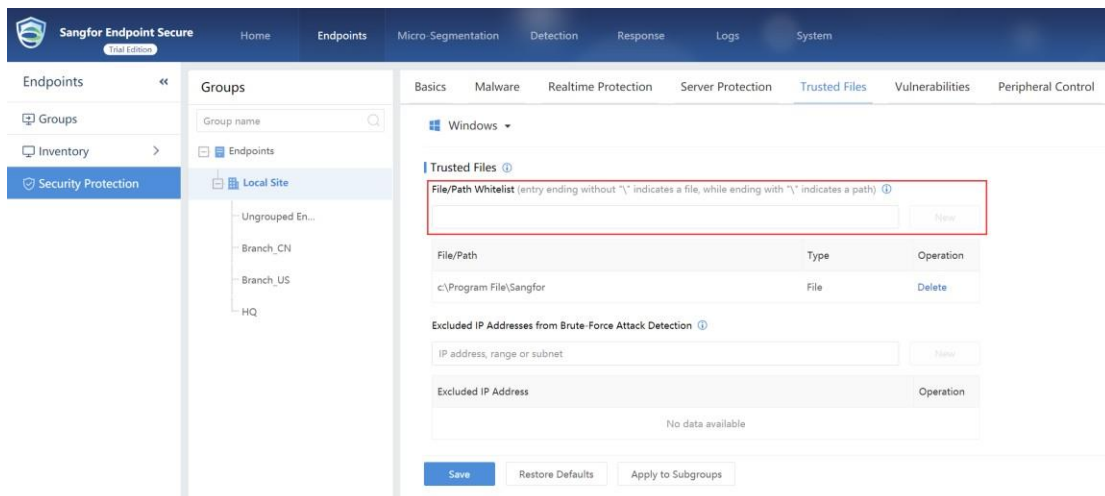 Sangfor Endpoint Secure
Trial Edition
Home Endpoints Micro-Segmentation Detection Response Logs System
Endpoints «
Groups
Inventory >
Security Protection
Groups
Group name
Endpoints
Local Site
Ungrouped En...
Branch_CN
Branch_US
HQ
Basics Malware Realtime Protection Server Protection Trusted Files Vulnerabilities Peripheral Control
Windows
Trusted Files
File/Path Whitelist (entry ending without "\" indicates a file, while ending with "\" indicates a path)
New
File/Path Type Operation
c:\Program File\Sangfor File Delete
Excluded IP Addresses from Brute-Force Attack Detection
IP address, range or subnet New
Excluded IP Address Operation
No data available
Save Restore Defaults Apply to Subgroups